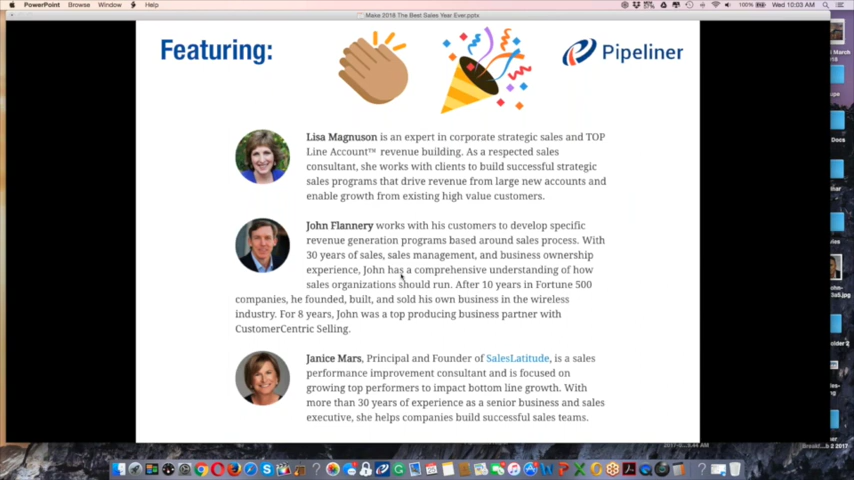 PowerPoint Browse Window Help
100% Wed 10:03 AM
Make 2018 The Best Sales Year Ever.pptx
Featuring:
Pipeliner
Lisa Magnuson is an expert in corporate strategic sales and TOP
Line Account™ revenue building. As a respected sales
consultant, she works with clients to build successful strategic
sales programs that drive revenue from large new accounts and
enable growth from existing high value customers.
John Flannery works with his customers to develop specific
revenue generation programs based around sales process. With
30 years of sales, sales management, and business ownership
experience, John has a comprehensive understanding of how
sales organizations should run. After 10 years in Fortune 500
companies, he founded, built, and sold his own business in the wireless
industry. For 8 years, John was a top producing business partner with
CustomerCentric Selling.
Janice Mars, Principal and Founder of SalesLatitude, is a sales
performance improvement consultant and is focused on
growing top performers to impact bottom line growth. With
more than 30 years of experience as a senior business and sales
executive, she helps companies build successful sales teams.